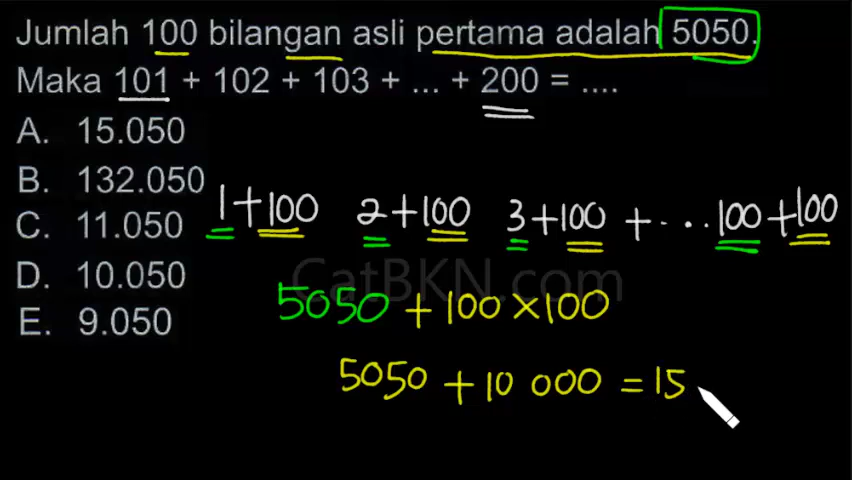 Jumlah 100 bilangan asli pertama adalah 5050.
Maka 101 + 102 + 103 + ... + 200 = ....
A. 15.050
B. 132.050
C. 11.050
D. 10.050
E. 9.050
1+100 2+100 3+100 +...100+100
CatBKN.com
5050 + 100 × 100
5050 + 10 000 = 15